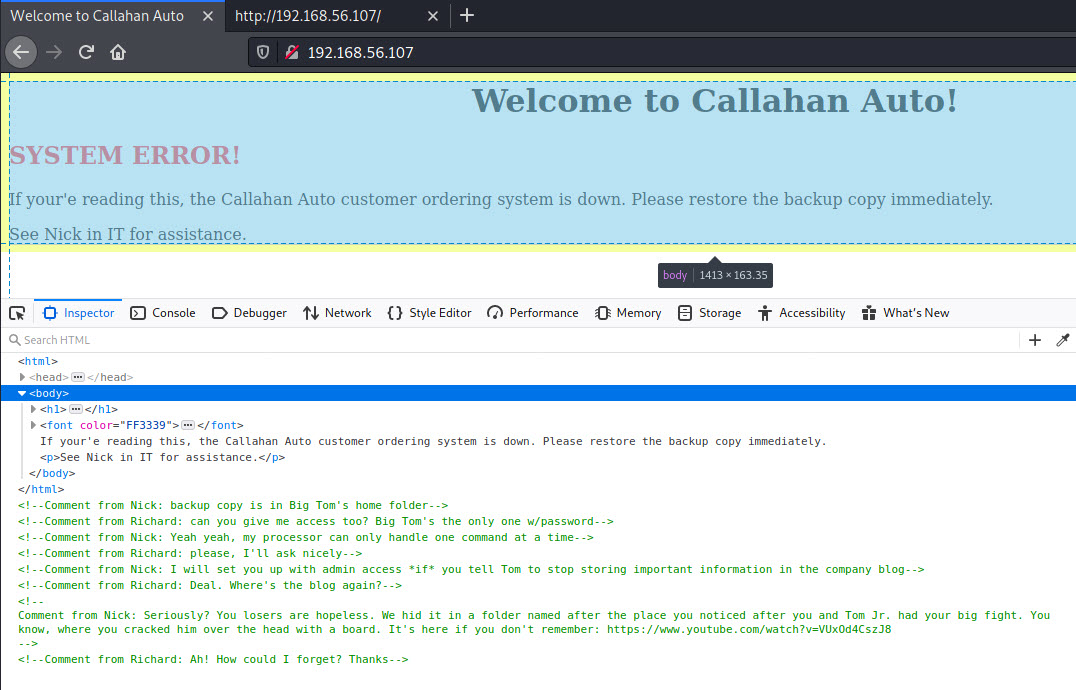 Welcome to Callahan Auto
http://192.168.56.107/
192.168.56.107
Welcome to Callahan Auto!
SYSTEM ERROR!
If your'e reading this, the Callahan Auto customer ordering system is down. Please restore the backup copy immediately.
See Nick in IT for assistance.
body 1413 × 163.35
Inspector Console Debugger Network Style Editor Performance Memory Storage Accessibility What's New
Search HTML
<html>
<head> ... </head>
<body>
<h1> ... </h1>
<font color="FF3339"> ... </font>
If your'e reading this, the Callahan Auto customer ordering system is down. Please restore the backup copy immediately.
<p>See Nick in IT for assistance.</p>
</body>
</html>
<!--Comment from Nick: backup copy is in Big Tom's home folder-->
<!--Comment from Richard: can you give me access too? Big Tom's the only one w/password-->
<!--Comment from Nick: Yeah yeah, my processor can only handle one command at a time-->
<!--Comment from Richard: please, I'll ask nicely-->
<!--Comment from Nick: I will set you up with admin access *if* you tell Tom to stop storing important information in the company blog-->
<!--Comment from Richard: Deal. Where's the blog again?-->
<!--
Comment from Nick: Seriously? You losers are hopeless. We hid it in a folder named after the place you noticed after you and Tom Jr. had your big fight. You
know, where you cracked him over the head with a board. It's here if you don't remember: https://www.youtube.com/watch?v=VUxOd4CszJ8
-->
<!--Comment from Richard: Ah! How could I forget? Thanks-->